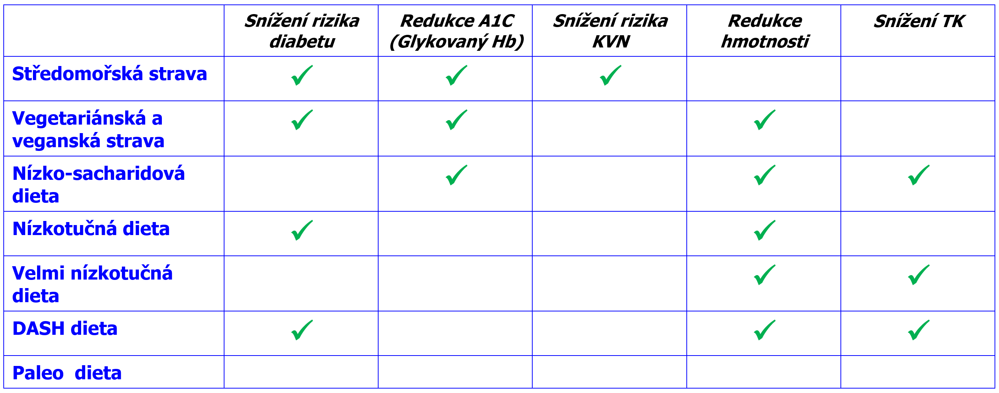 Snížení rizika
diabetu
Redukce A1C
(Glykovaný Hb)
Snížení rizika
KVN
Redukce
hmotnosti
Snížení TK
Středomořská strava
Vegetariánská a
veganská strava
Nízko-sacharidová
dieta
Nízkotučná dieta
Velmi nízkotučná
dieta
DASH dieta
Paleo  dieta